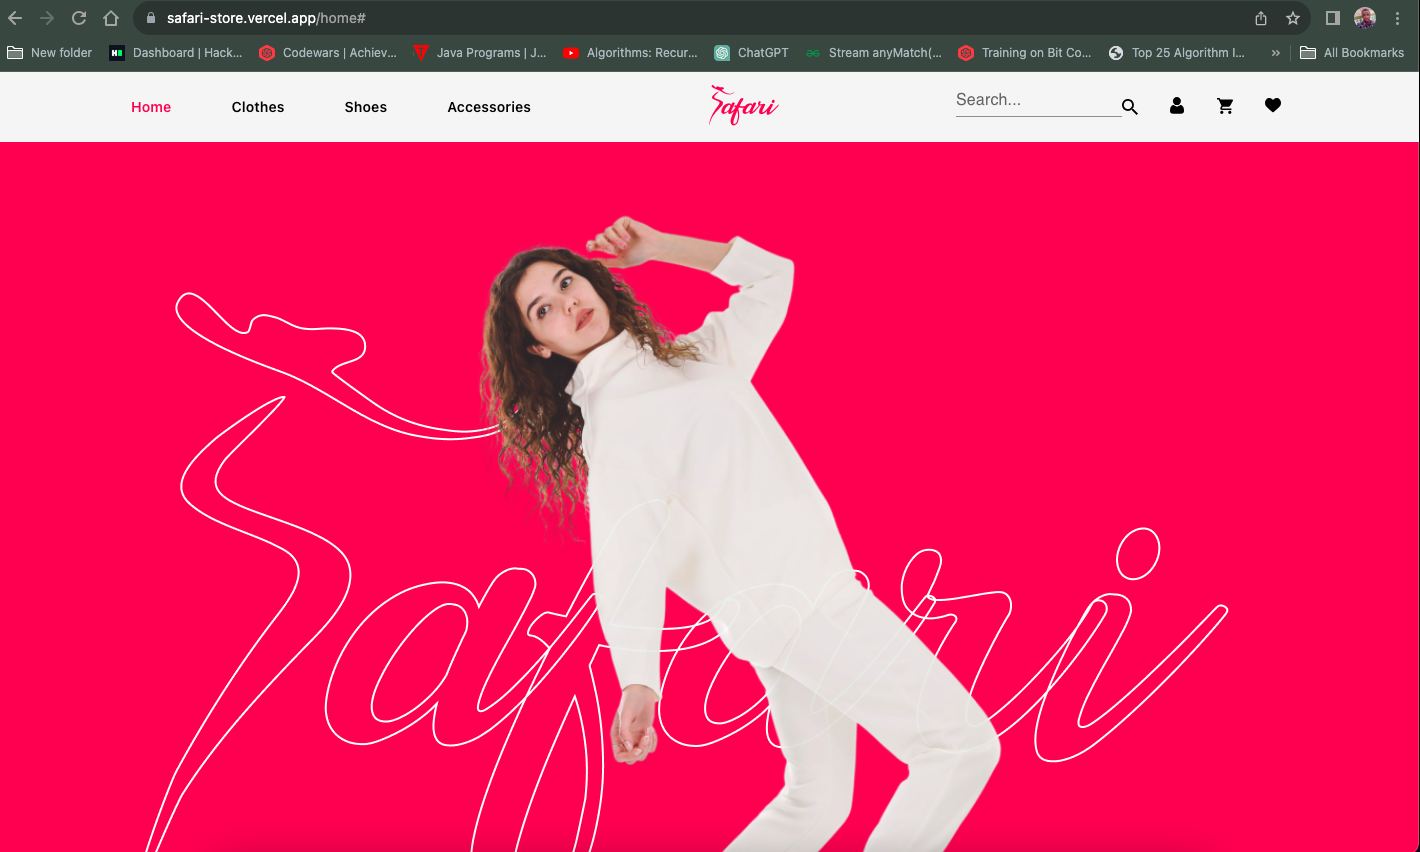 safari-store.vercel.app/home#
New folder Dashboard | Hack... Codewars | Achiev... Java Programs | J... Algorithms: Recur... ChatGPT Stream anyMatch(... Training on Bit Co... Top 25 Algorithm I... » All Bookmarks
Home Clothes Shoes Accessories Safari Search...
Safari